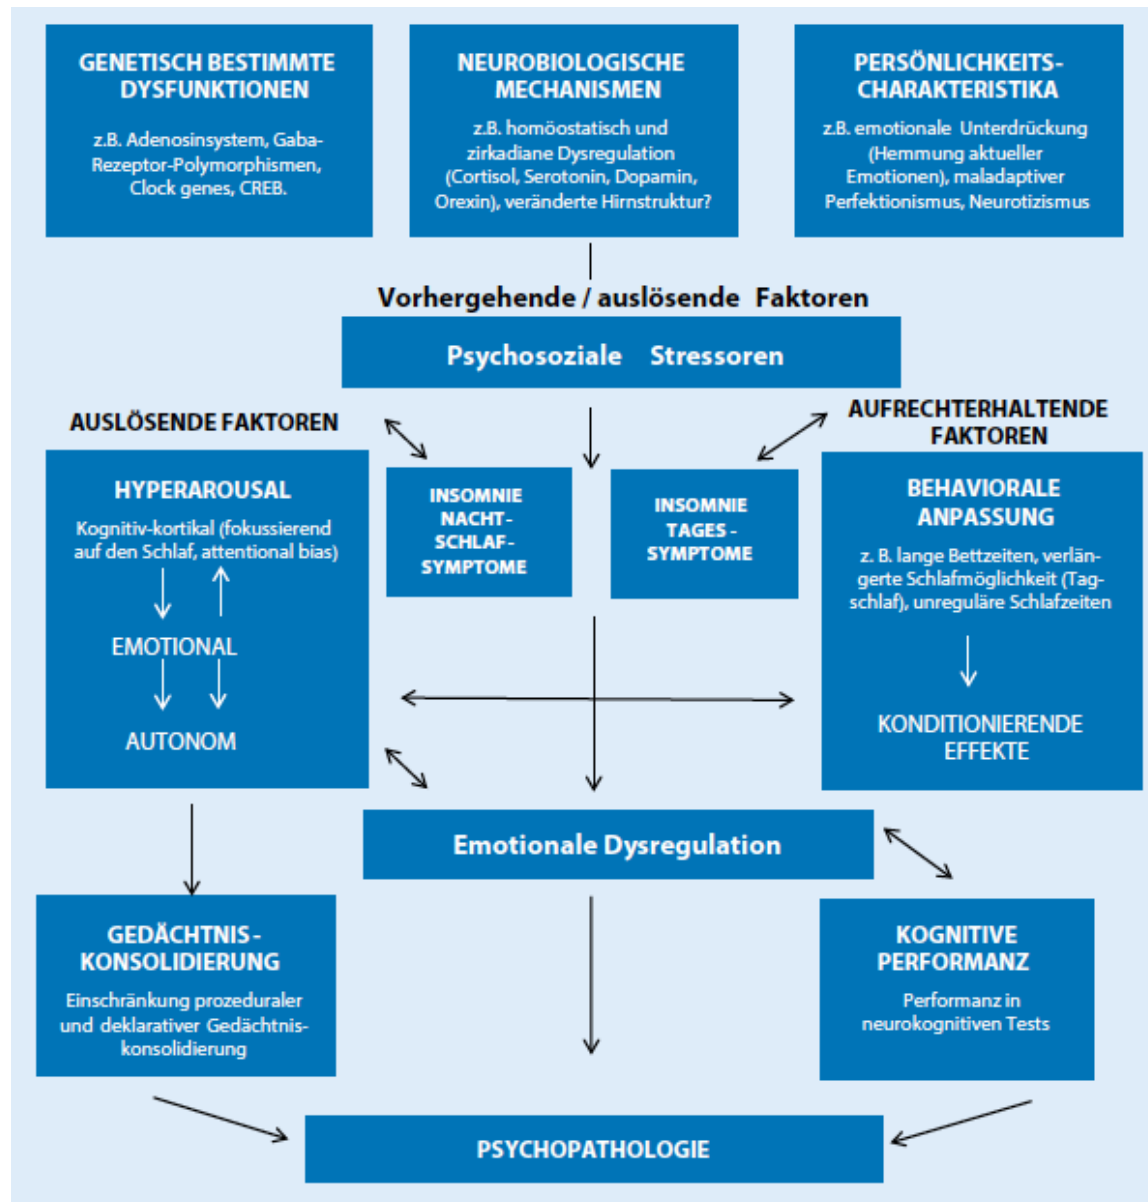 GENETISCH BESTIMMTE
DYSFUNKTIONEN
z.B. Adenosinsystem, Gaba-
Rezeptor-Polymorphismen,
Clock genes, CREB.
NEUROBIOLOGISCHE
MECHANISMEN
z.B. homöostatisch und
zirkadiane Dysregulation
(Cortisol, Serotonin, Dopamin,
Orexin), veränderte Hirnstruktur?
PERSÖNLICHKEITS-
CHARAKTERISTIKA
z.B. emotionale Unterdrückung
(Hemmung aktueller
Emotionen), maladaptiver
Perfektionismus, Neurotizismus
Vorhergehende / auslösende Faktoren
Psychosoziale Stressoren
AUSLÖSENDE FAKTOREN
HYPERAROUSAL
Kognitiv-kortikal (fokussierend
auf den Schlaf, attentional bias)
EMOTIONAL
AUTONOM
INSOMNIE
NACHT-
SCHLAF-
SYMPTOME
INSOMNIE
TAGES -
SYMPTOME
AUFRECHTERHALTENDE
FAKTOREN
BEHAVIORALE
ANPASSUNG
z. B. lange Bettzeiten, verlän-
gerte Schlafmöglichkeit (Tag-
schlaf), unreguläre Schlafzeiten
KONDITIONIERENDE
EFFEKTE
Emotionale Dysregulation
GEDÄCHTNIS -
KONSOLIDIERUNG
Einschränkung prozeduraler
und deklarativer Gedächtnis-
konsolidierung
KOGNITIVE
PERFORMANZ
Performanz in
neurokognitiven Tests
PSYCHOPATHOLOGIE